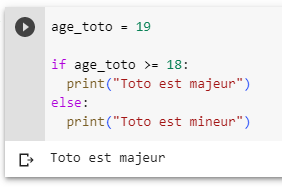 age_toto = 19
if age_toto >= 18:
print("Toto est majeur")
else:
print("Toto est mineur")
Toto est majeur